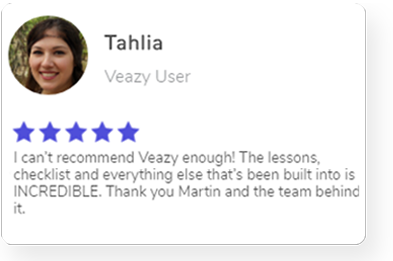 Tahlia
Veazy User
I can't recommend Veazy enough! The lessons,
checklist and everything else that's been built into is
INCREDIBLE. Thank you Martin and the team behind
it.